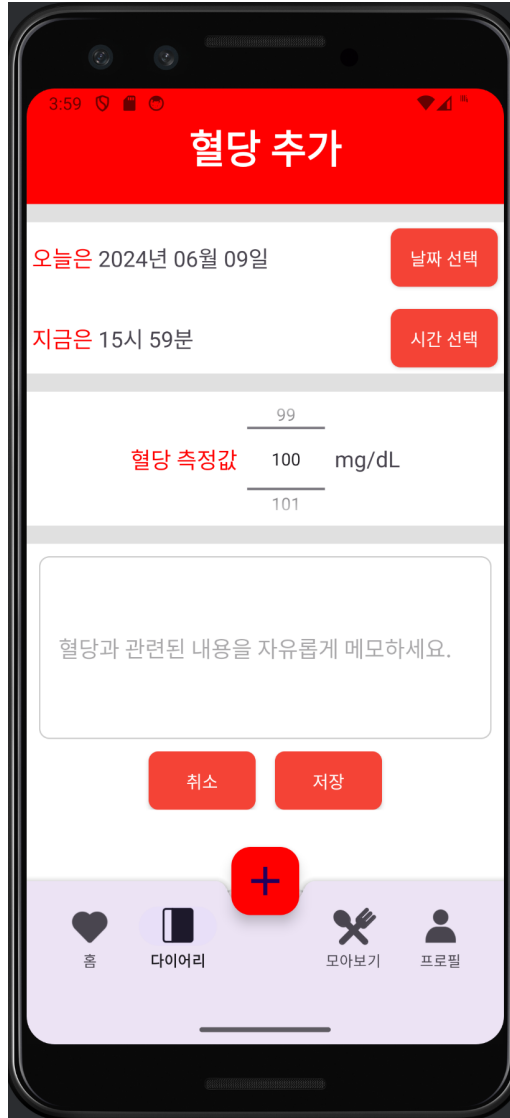 3:59
혈당 추가
오늘은 2024년 06월 09일
날짜 선택
지금은 15시 59분
시간 선택
99
혈당 측정값 100 mg/dL
101
혈당과 관련된 내용을 자유롭게 메모하세요.
취소
저장
홈
다이어리
모아보기
프로필